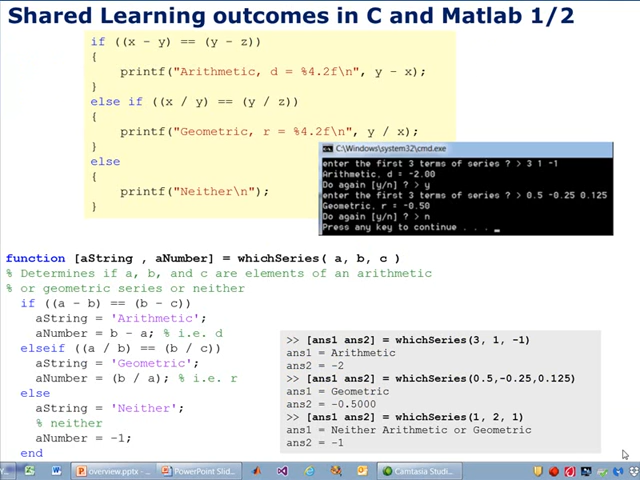 Shared Learning outcomes in C and Matlab 1/2
if ((x - y) == (y - z))
{
printf("Arithmetic, d = %4.2f\n", y - x);
}
else if ((x / y) == (y / z))
{
printf("Geometric, r = %4.2f\n", y / x);
}
else
{
printf("Neither\n");
}
C:\Windows\system32\cmd.exe
enter the first 3 terms of series ? > 3 1 -1
Arithmetic, d = -2.00
Do again [y/n] ? > y
enter the first 3 terms of series ? > 0.5 -0.25 0.125
Geometric, r = -0.50
Do again [y/n] ? > n
Press any key to continue . . . _
function [aString , aNumber] = whichSeries( a, b, c )
% Determines if a, b, and c are elements of an arithmetic
% or geometric series or neither
if ((a - b) == (b - c))
aString = 'Arithmetic';
aNumber = b - a; % i.e. d
elseif ((a / b) == (b / c))
aString = 'Geometric';
aNumber = (b / a); % i.e. r
else
aString = 'Neither';
% neither
aNumber = -1;
end
>> [ans1 ans2] = whichSeries(3, 1, -1)
ans1 = Arithmetic
ans2 = -2
>> [ans1 ans2] = whichSeries(0.5,-0.25,0.125)
ans1 = Geometric
ans2 = -0.5000
>> [ans1 ans2] = whichSeries(1, 2, 1)
ans1 = Neither Arithmetic or Geometric
ans2 = -1
overview.pptx - ...
PowerPoint Slid...
Camtasia Studi...